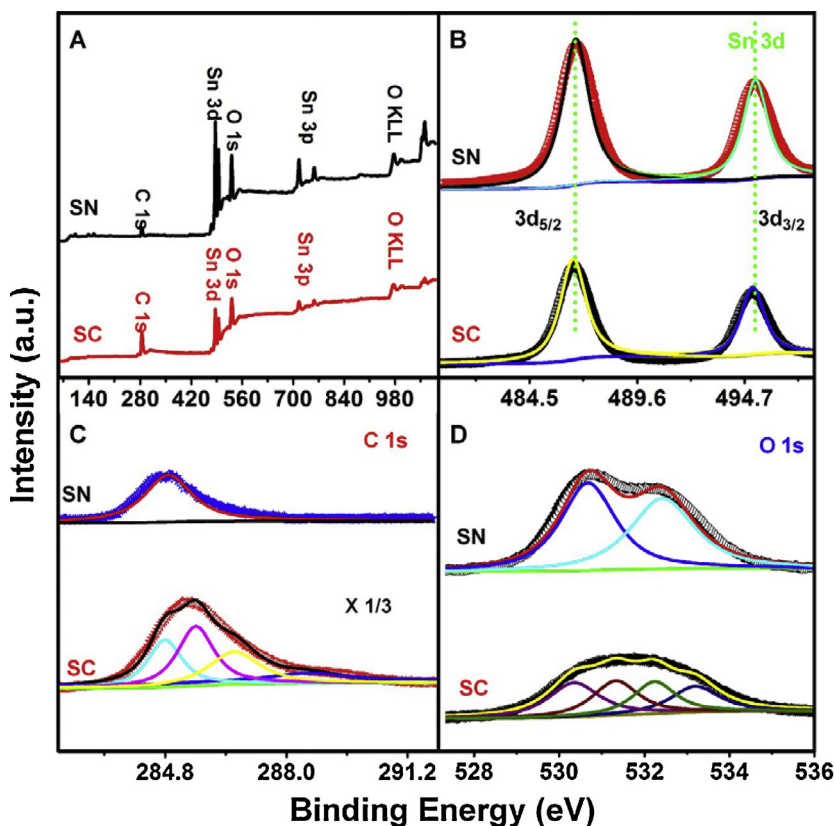 A
Sn 3d
O 1s
Sn 3p
O KLL
C 1s
SN
C 1s
Sn 3d
O 1s
Sn 3p
O KLL
SC
140 280 420 560 700 840 980
B
Sn 3d
SN
3d5/2
3d3/2
SC
484.5 489.6 494.7
C
C 1s
SN
X 1/3
SC
284.8 288.0 291.2
D
O 1s
SN
SC
528 530 532 534 536
Intensity (a.u.)
Binding Energy (eV)